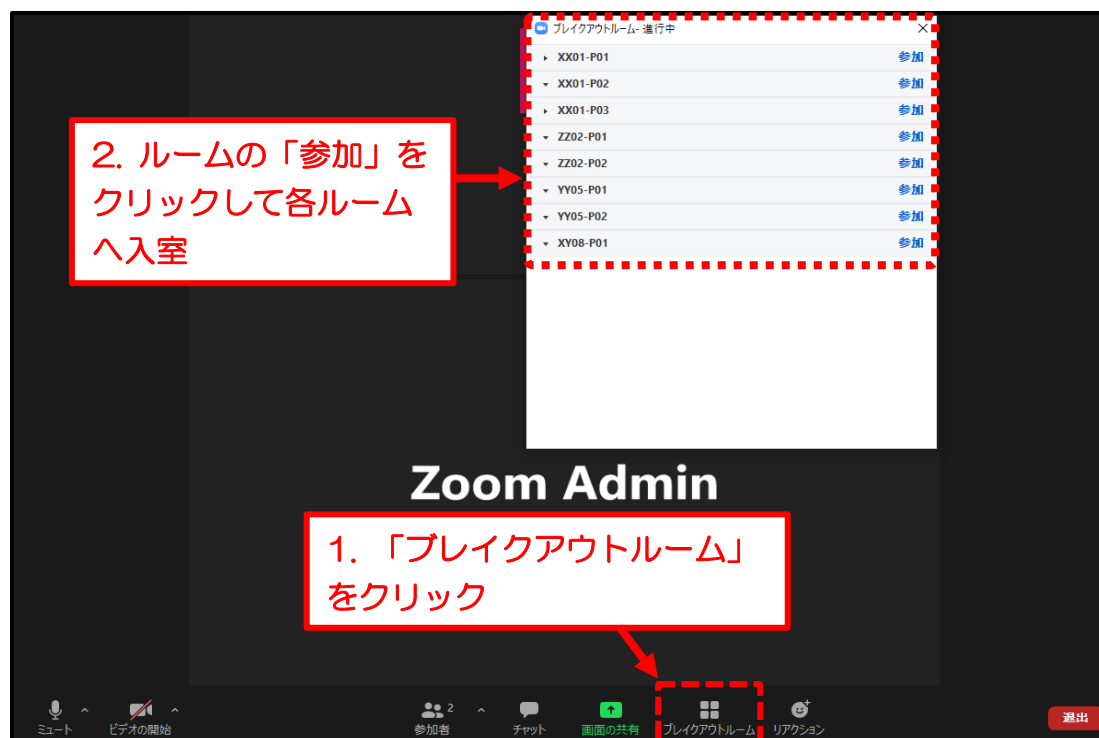 ブレイクアウトルーム- 進行中
XX01-P01 参加
XX01-P02 参加
XX01-P03 参加
ZZ02-P01 参加
ZZ02-P02 参加
YY05-P01 参加
YY05-P02 参加
XY08-P01 参加
2. ルームの「参加」を
クリックして各ルーム
へ入室
Zoom Admin
1. 「ブレイクアウトルーム」
をクリック
ミュート
ビデオの開始
2
参加者
チャット
画面の共有
ブレイクアウトルーム
リアクション
退出